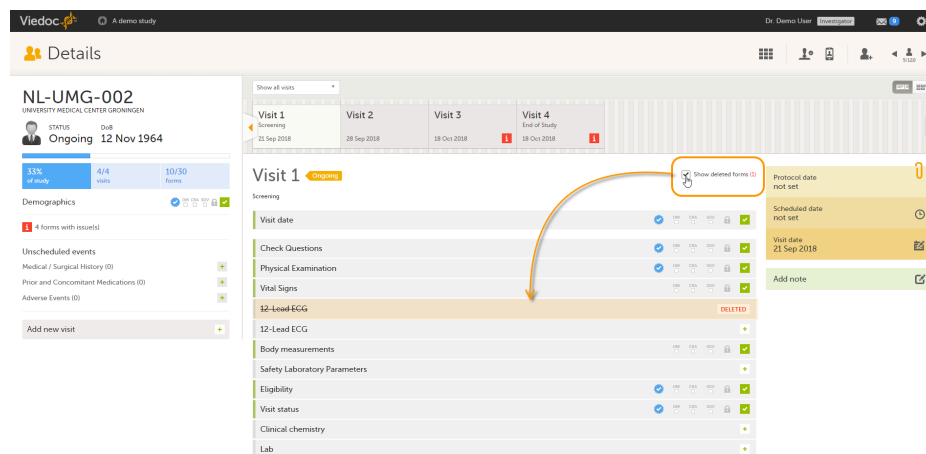 Viedoc
A demo study
Dr. Demo User Investigator
9
Details
5/120
NL-UMG-002
UNIVERSITY MEDICAL CENTER GRONINGEN
STATUS DoB
Ongoing 12 Nov 1964
33% 4/4 10/30
of study visits forms
Demographics
4 forms with issue(s)
Unscheduled events
Medical / Surgical History (0)
Prior and Concomitant Medications (0)
Adverse Events (0)
Add new visit
Show all visits
Visit 1 Visit 2 Visit 3 Visit 4
Screening End of Study
21 Sep 2018 28 Sep 2018 18 Oct 2018 18 Oct 2018
Visit 1 Ongoing
Show deleted forms (1)
Screening
Visit date
Check Questions
Physical Examination
Vital Signs
12-Lead ECG DELETED
12-Lead ECG
Body measurements
Safety Laboratory Parameters
Eligibility
Visit status
Clinical chemistry
Lab
Protocol date
not set
Scheduled date
not set
Visit date
21 Sep 2018
Add note